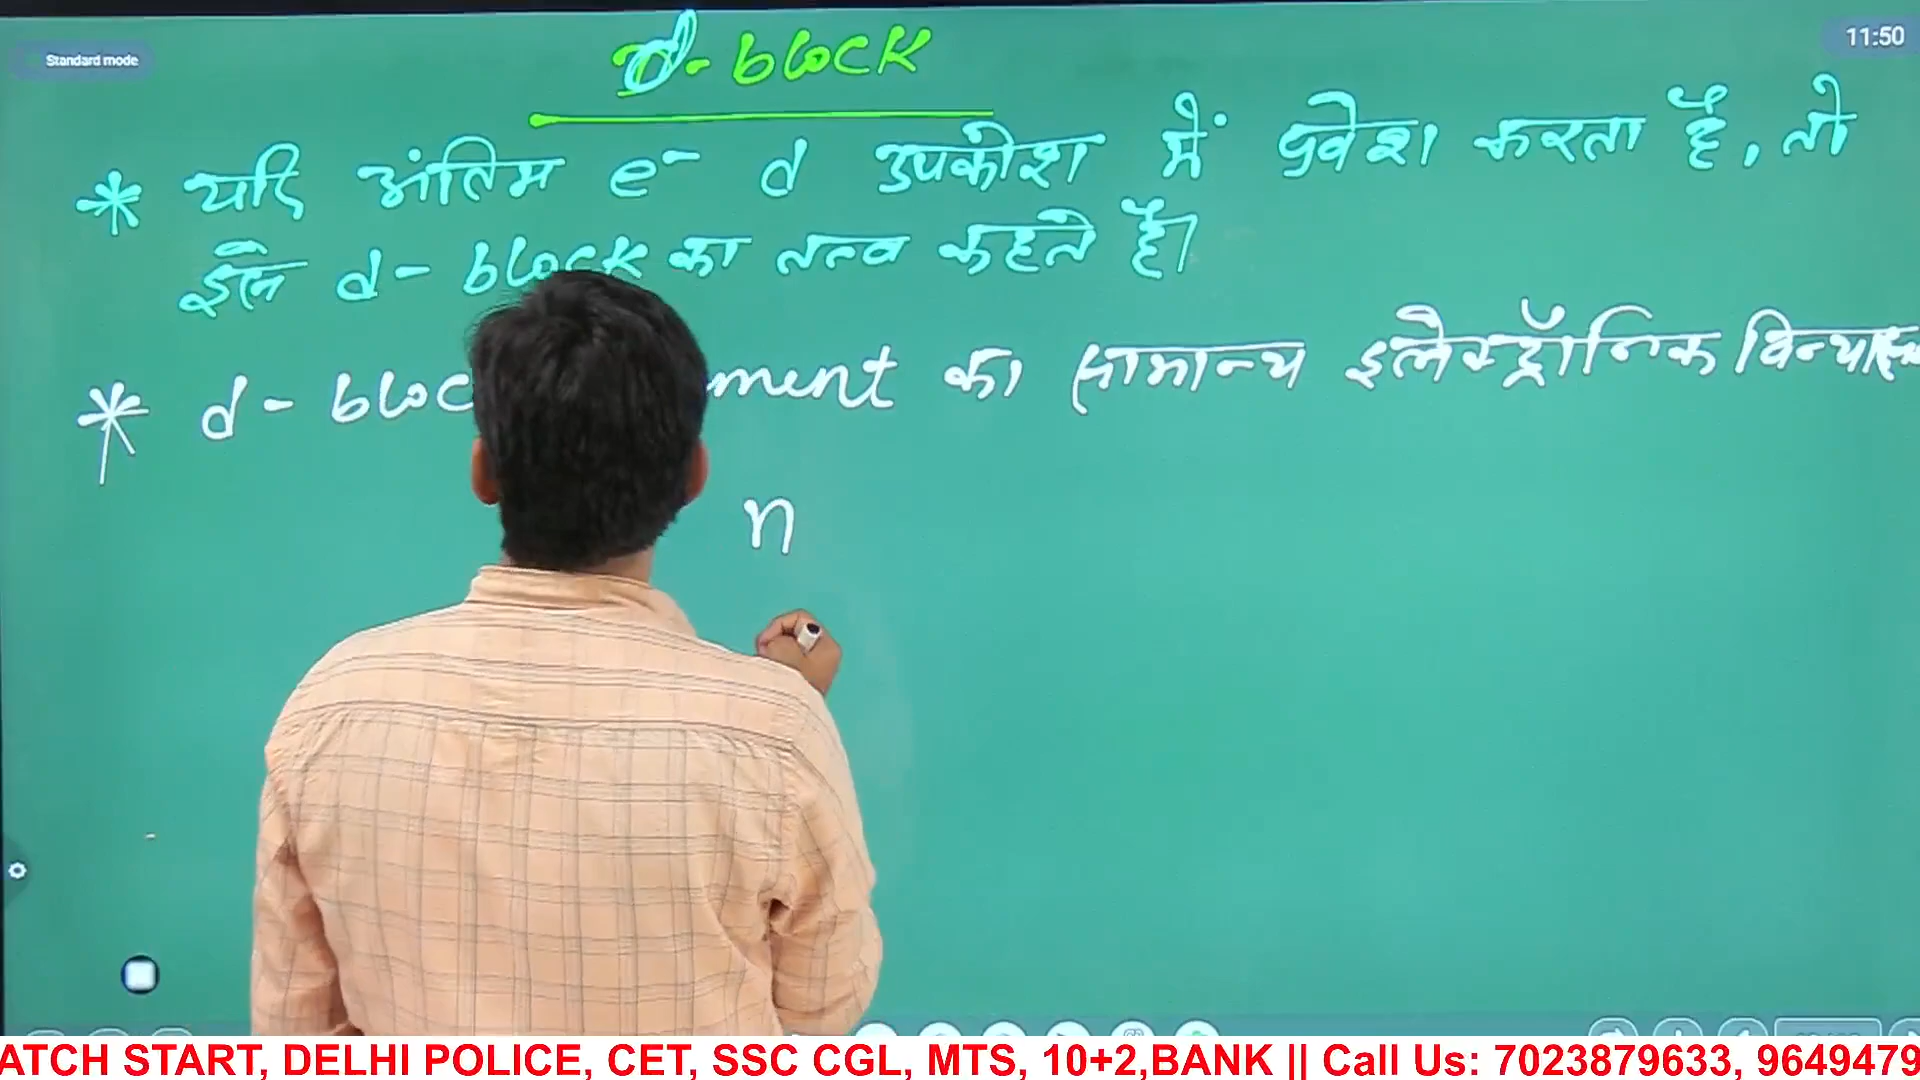 Standard mode
11:50
d-block
* यदि अंतिम e- d उपकोश में प्रवेश करता है, तो
इसे d-block का तत्व कहते है।
* d-bloc ment का सामान्य इलेक्ट्रॉनिक विन्यास
n
ATCH START, DELHI POLICE, CET, SSC CGL, MTS, 10+2,BANK || Call Us: 7023879633, 9649479